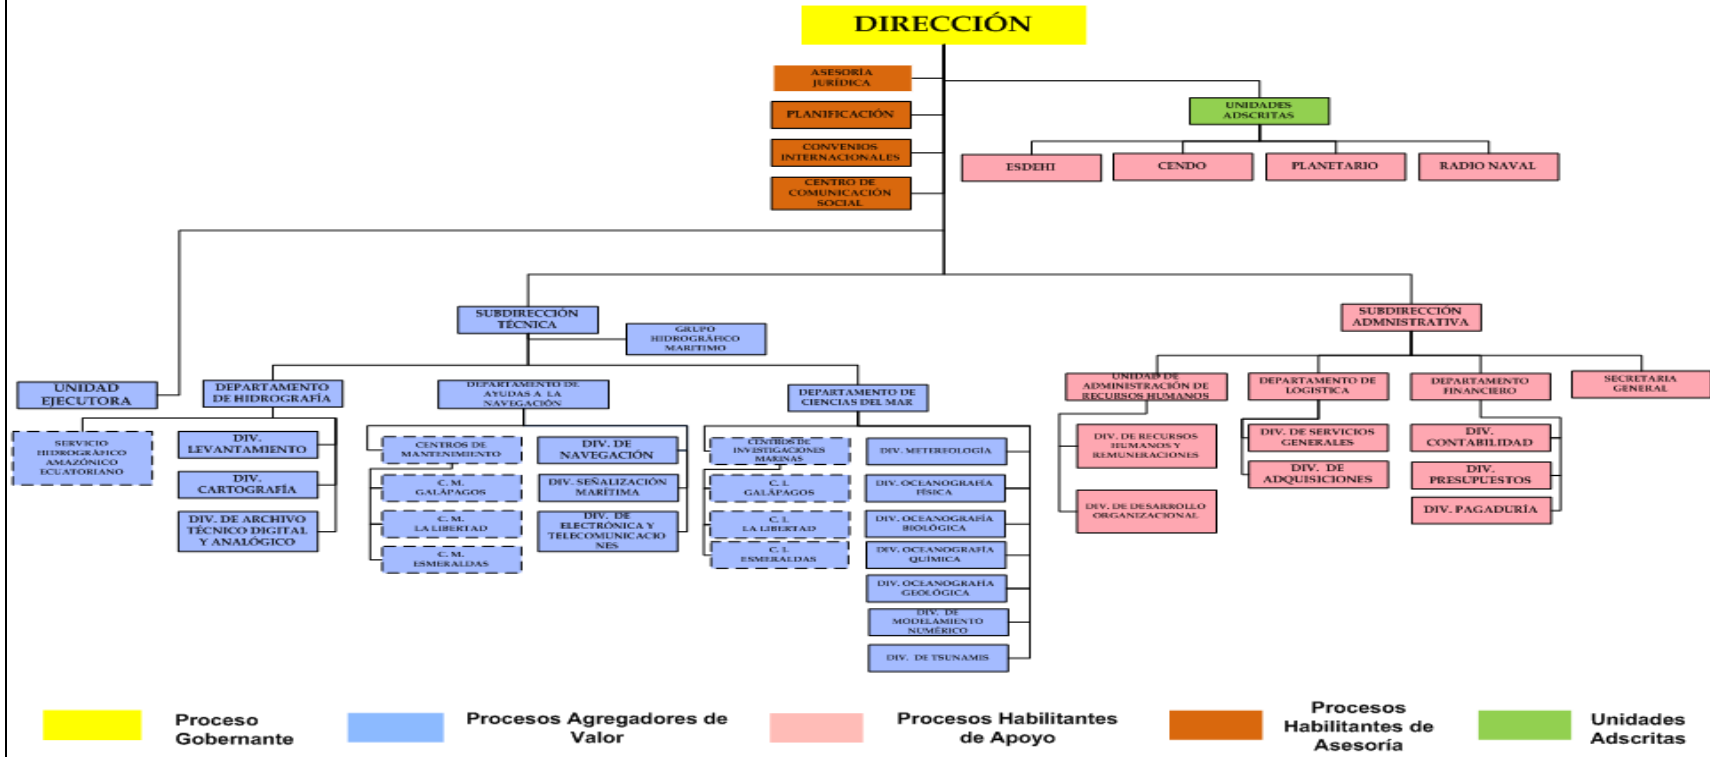 DIRECCIÓN
ASESORÍA
JURÍDICA
PLANIFICACIÓN
CONVENIOS
INTERNACIONALES
CENTRO DE
COMUNICACIÓN
SOCIAL
UNIDADES
ADSCRITAS
ESDEHI
CENDO
PLANETARIO
RADIO NAVAL
SUBDIRECCIÓN
TÉCNICA
GRUPO
HIDROGRÁFICO
MARITIMO
SUBDIRECCIÓN
ADMNISTRATIVA
UNIDAD
EJECUTORA
DEPARTAMENTO
DE HIDROGRAFÍA
DEPARTAMENTO DE
AYUDAS A LA
NAVEGACIÓN
DEPARTAMENTO DE
CIENCIAS DEL MAR
UNIDAD DE
ADMINISTRACIÓN DE
RECURSOS HUMANOS
DEPARTAMENTO DE
LOGISTICA
DEPARTAMENTO
FINANCIERO
SECRETARIA
GENERAL
SERVICIO
HIDROGRÁFICO
AMAZÓNICO
ECUATORIANO
DIV.
LEVANTAMIENTO
DIV.
CARTOGRAFÍA
DIV. DE ARCHIVO
TÉCNICO DIGITAL
Y ANALÓGICO
CENTROS DE
MANTENIMIENTO
C. M.
GALÁPAGOS
C. M.
LA LIBERTAD
C. M.
ESMERALDAS
DIV. DE
NAVEGACIÓN
DIV. SEÑALIZACIÓN
MARÍTIMA
DIV. DE
ELECTRÓNICA Y
TELECOMUNICACIO
NES
CENTROS DE
INVESTIGACIONES
MARINAS
C. I.
GALÁPAGOS
C. I.
LA LIBERTAD
C. I.
ESMERALDAS
DIV. METEREOLOGÍA
DIV. OCEANOGRAFÍA
FÍSICA
DIV. OCEANOGRAFÍA
BIOLÓGICA
DIV. OCEANOGRAFÍA
QUÍMICA
DIV. OCEANOGRAFÍA
GEOLÓGICA
DIV. DE
MODELAMIENTO
NUMÉRICO
DIV. DE TSUNAMIS
DIV. DE RECURSOS
HUMANOS Y
REMUNERACIONES
DIV. DE DESARROLLO
ORGANIZACIONAL
DIV. DE SERVICIOS
GENERALES
DIV. DE
ADQUISICIONES
DIV.
CONTABILIDAD
DIV.
PRESUPUESTOS
DIV. PAGADURÍA
Proceso
Gobernante
Procesos Agregadores de
Valor
Procesos Habilitantes
de Apoyo
Procesos
Habilitantes de
Asesoría
Unidades
Adscritas